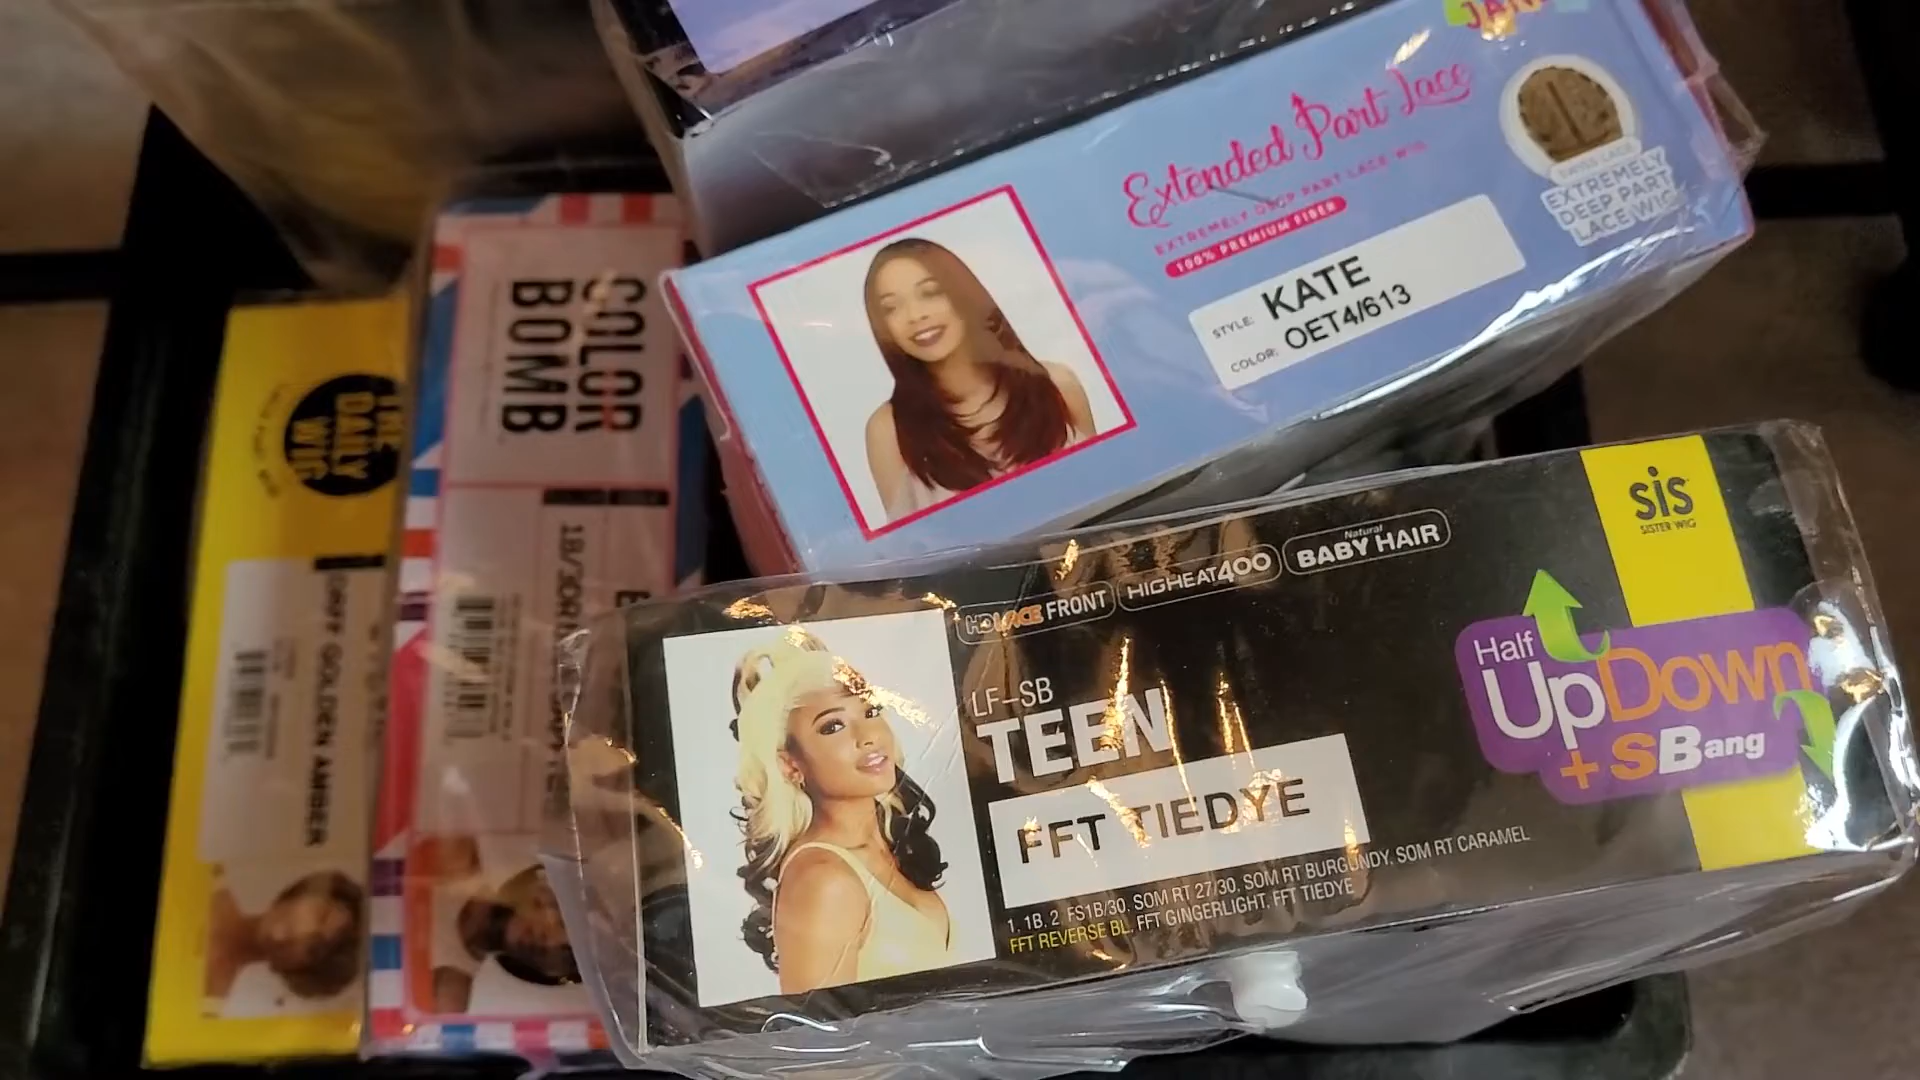 Extended Part Lace
EXTREMELY DEEP PART LACE WIG
100% PREMIUM FIBER
STYLE: KATE
COLOR: OET4/613
SWISS LACE
EXTREMELY
DEEP PART
LACE WIG
COLOR
BOMB
THE
DAILY
WIG
DRFF GOLDEN AMBER
sis
SISTER WIG
HD LACE FRONT
HIGHEAT400
Natural
BABY HAIR
LF-SB
TEEN
FFT TIEDYE
1, 1B, 2, FS1B/30, SOM RT 27/30, SOM RT BURGUNDY, SOM RT CARAMEL
FFT REVERSE BL, FFT GINGERLIGHT, FFT TIEDYE
Half
UpDown
+ SBang